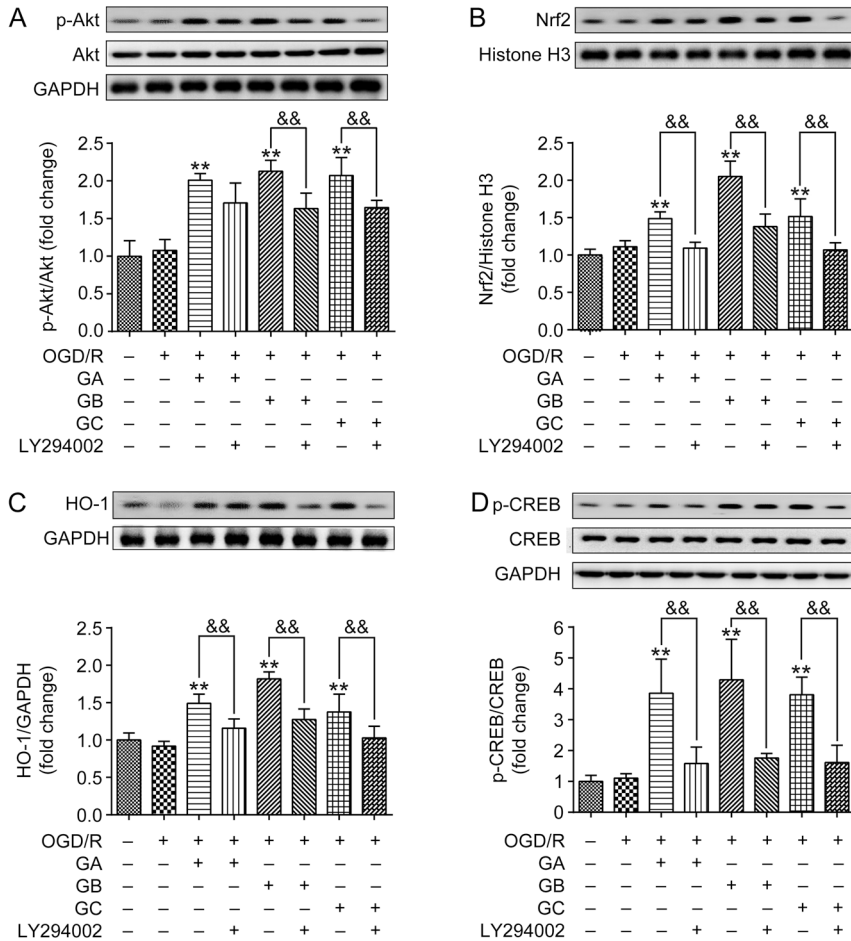 A
p-Akt
Akt
GAPDH
&& &&
** ** **
2.5
2.0
1.5
1.0
0.5
0.0
p-Akt/Akt (fold change)
OGD/R – + + + + + + +
GA – – + + – – – –
GB – – – – + + – –
GC – – – – – – + +
LY294002 – – – + – + – +
B
Nrf2
Histone H3
&& && &&
** ** **
2.5
2.0
1.5
1.0
0.5
0.0
Nrf2/Histone H3
(fold change)
OGD/R – + + + + + + +
GA – – + + – – – –
GB – – – – + + – –
GC – – – – – – + +
LY294002 – – – + – + – +
C
HO-1
GAPDH
&& && &&
** ** **
2.5
2.0
1.5
1.0
0.5
0.0
HO-1/GAPDH
(fold change)
OGD/R – + + + + + + +
GA – – + + – – – –
GB – – – – + + – –
GC – – – – – – + +
LY294002 – – – + – + – +
D
p-CREB
CREB
GAPDH
&& && &&
** ** **
6
5
4
3
2
1
0
p-CREB/CREB
(fold change)
OGD/R – + + + + + + +
GA – – + + – – – –
GB – – – – + + – –
GC – – – – – – + +
LY294002 – – – + – + – +